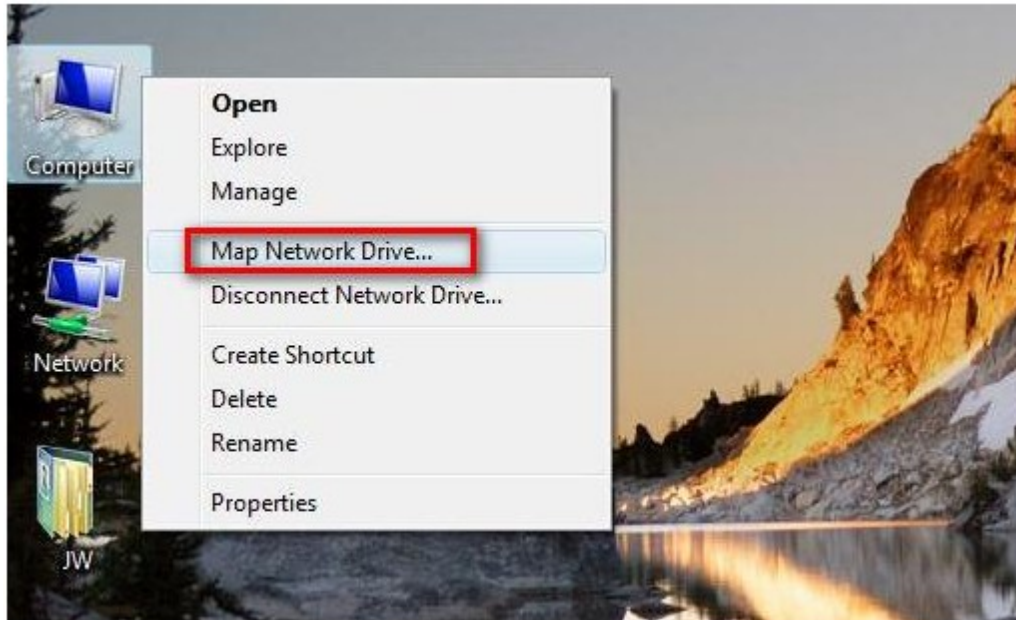 Computer
Open
Explore
Manage
Map Network Drive...
Disconnect Network Drive...
Network
Create Shortcut
Delete
Rename
Properties
JW